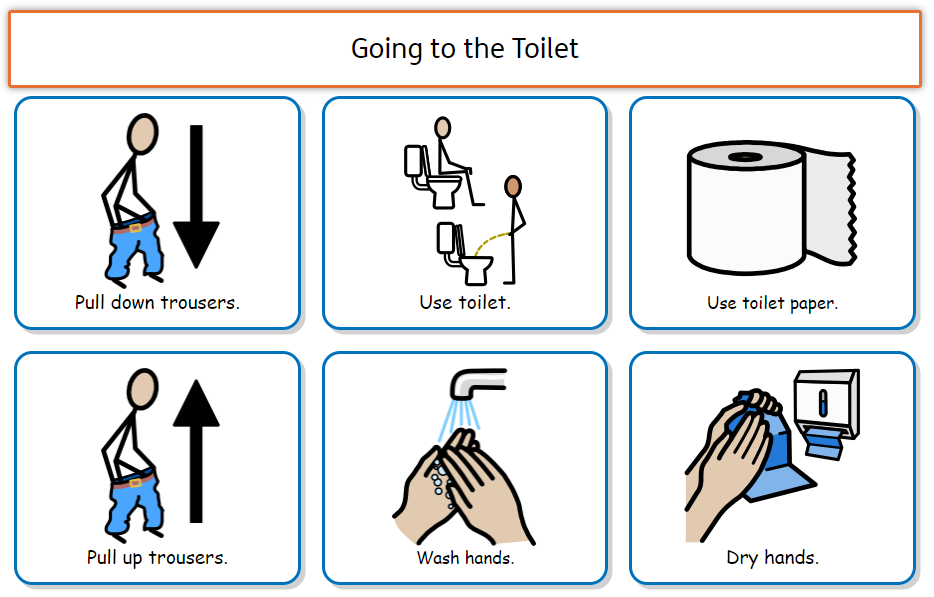 Going to the Toilet
Pull down trousers.
Use toilet.
Use toilet paper.
Pull up trousers.
Wash hands.
Dry hands.